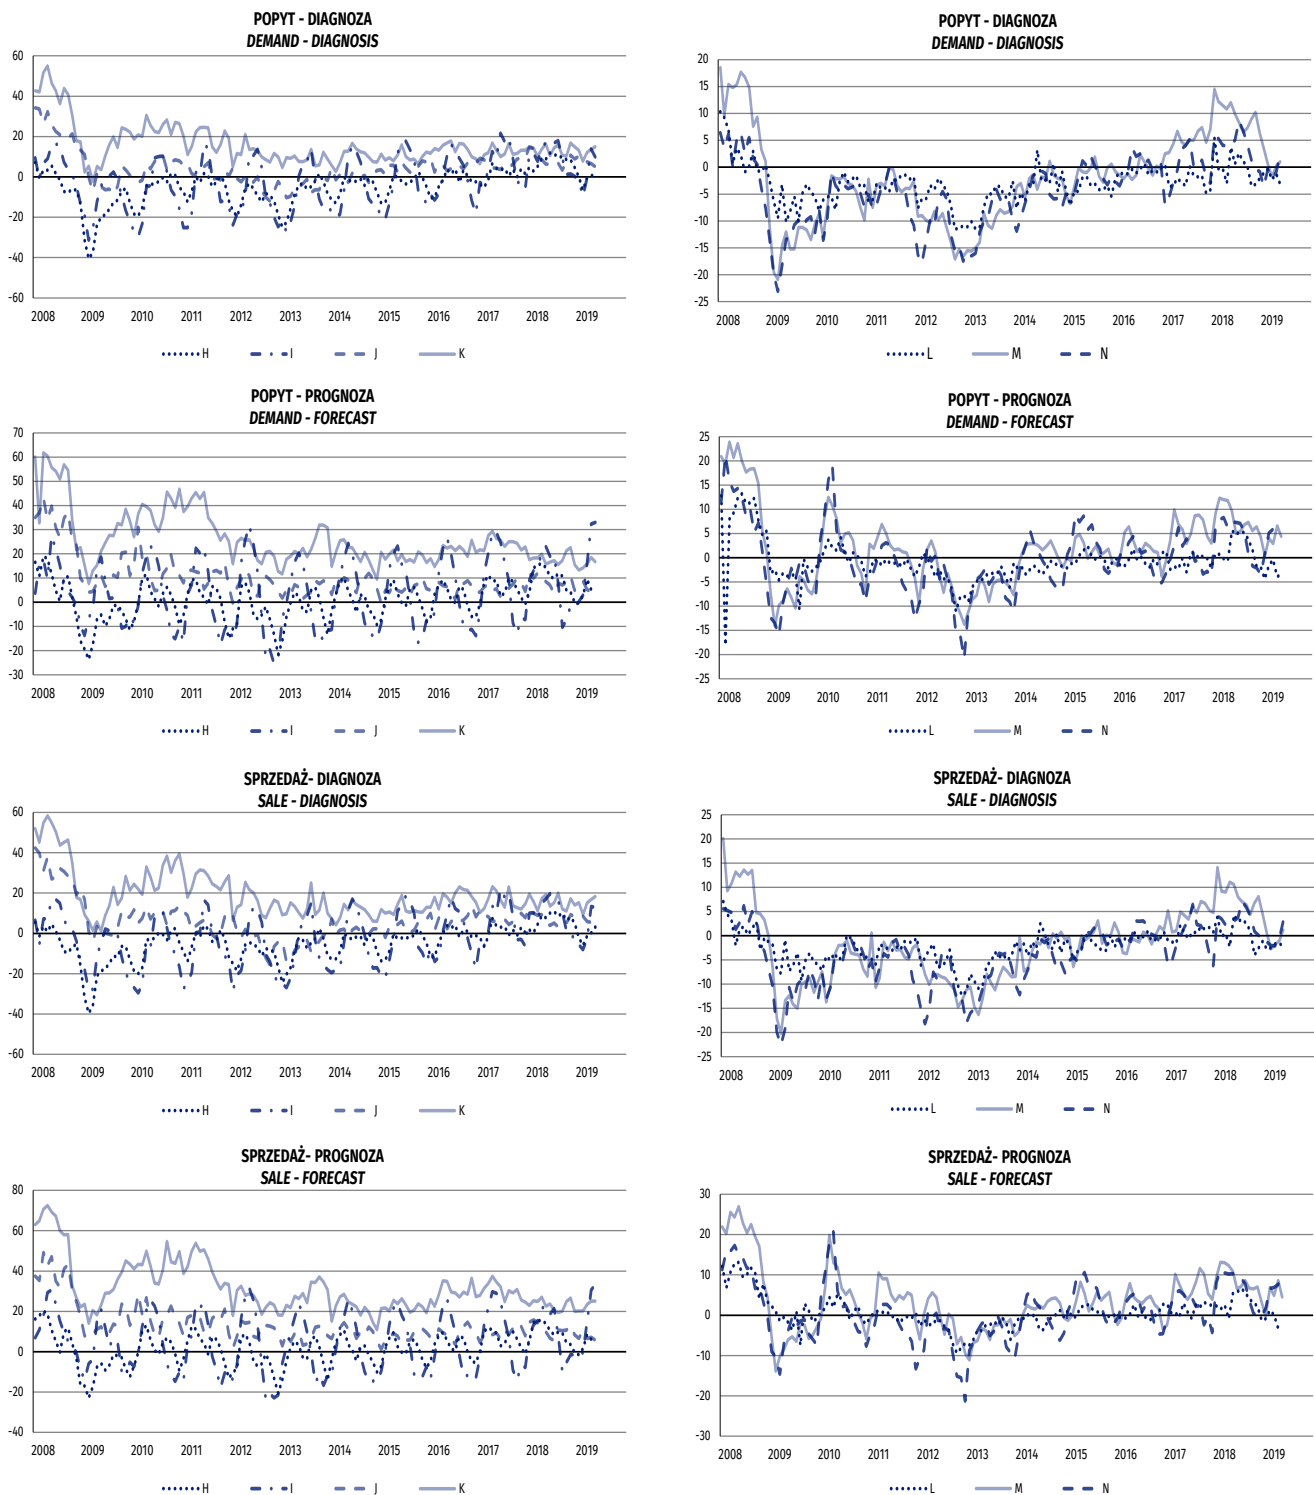 POPYT - DIAGNOZA
DEMAND - DIAGNOSIS
60
40
20
0
-20
-40
-60
2008 2009 2010 2011 2012 2013 2014 2015 2016 2017 2018 2019
H I J K
POPYT - DIAGNOZA
DEMAND - DIAGNOSIS
20
15
10
5
0
-5
-10
-15
-20
-25
2008 2009 2010 2011 2012 2013 2014 2015 2016 2017 2018 2019
L M N
POPYT - PROGNOZA
DEMAND - FORECAST
70
60
50
40
30
20
10
0
-10
-20
-30
2008 2009 2010 2011 2012 2013 2014 2015 2016 2017 2018 2019
H I J K
POPYT - PROGNOZA
DEMAND - FORECAST
25
20
15
10
5
0
-5
-10
-15
-20
-25
2008 2009 2010 2011 2012 2013 2014 2015 2016 2017 2018 2019
L M N
SPRZEDAŻ- DIAGNOZA
SALE - DIAGNOSIS
60
40
20
0
-20
-40
-60
2008 2009 2010 2011 2012 2013 2014 2015 2016 2017 2018 2019
H I J K
SPRZEDAŻ- DIAGNOZA
SALE - DIAGNOSIS
25
20
15
10
5
0
-5
-10
-15
-20
-25
2008 2009 2010 2011 2012 2013 2014 2015 2016 2017 2018 2019
L M N
SPRZEDAŻ- PROGNOZA
SALE - FORECAST
80
60
40
20
0
-20
-40
2008 2009 2010 2011 2012 2013 2014 2015 2016 2017 2018 2019
H I J K
SPRZEDAŻ- PROGNOZA
SALE - FORECAST
30
20
10
0
-10
-20
-30
2008 2009 2010 2011 2012 2013 2014 2015 2016 2017 2018 2019
L M N